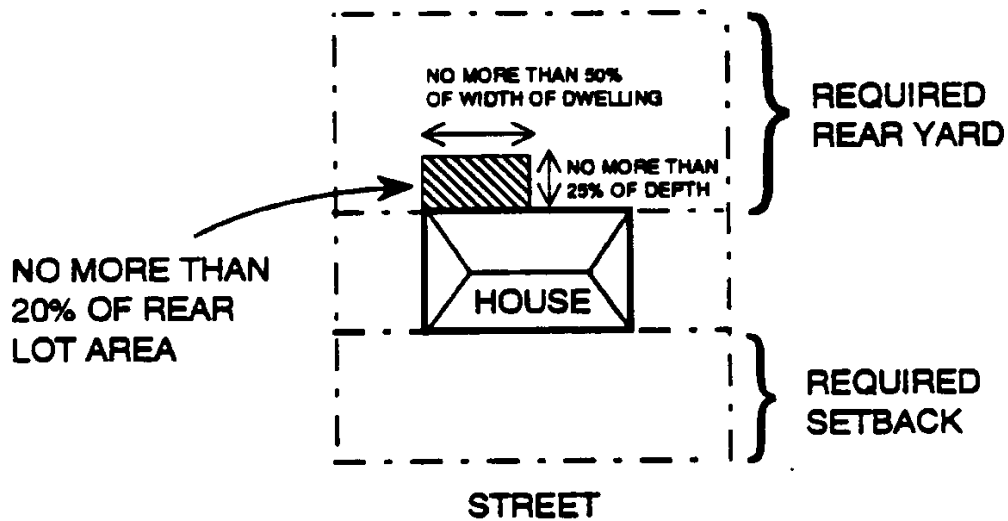 NO MORE THAN 50%
OF WIDTH OF DWELLING
REQUIRED
REAR YARD
NO MORE THAN
25% OF DEPTH
NO MORE THAN
20% OF REAR
LOT AREA
HOUSE
REQUIRED
SETBACK
STREET